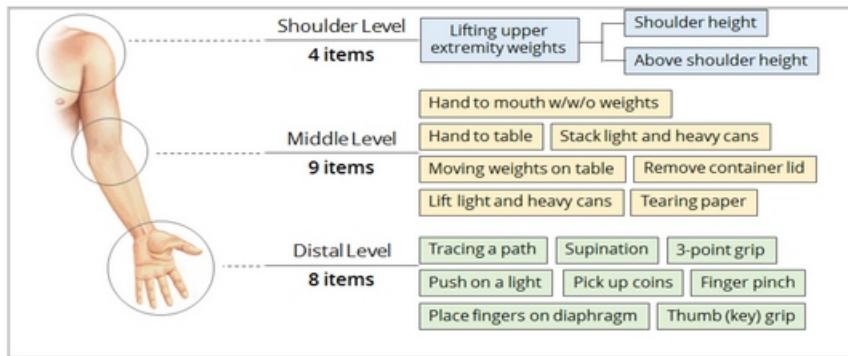 Shoulder Level
4 items
Lifting upper
extremity weights
Shoulder height
Above shoulder height
Middle Level
9 items
Hand to mouth w/w/o weights
Hand to table
Stack light and heavy cans
Moving weights on table
Remove container lid
Lift light and heavy cans
Tearing paper
Distal Level
8 items
Tracing a path
Supination
3-point grip
Push on a light
Pick up coins
Finger pinch
Place fingers on diaphragm
Thumb (key) grip